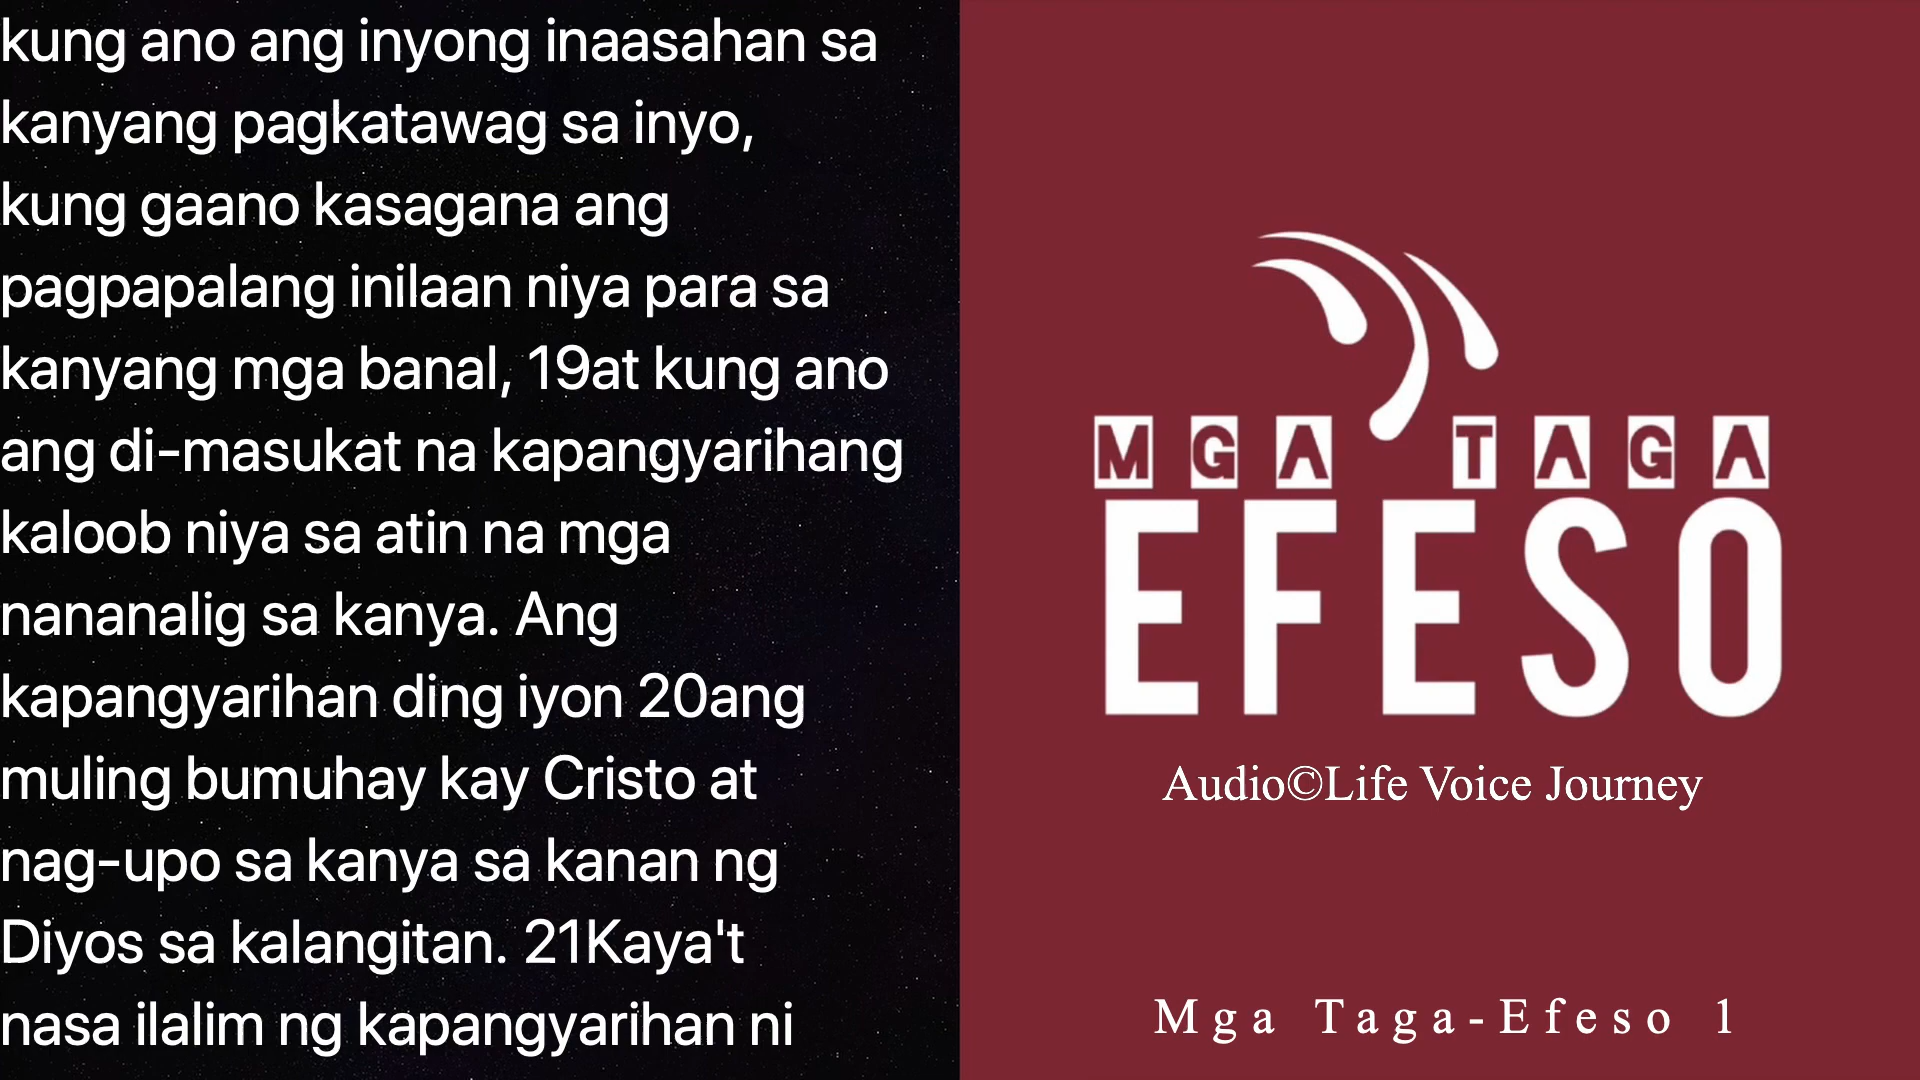 kung ano ang inyong inaasahan sa
kanyang pagkatawag sa inyo,
kung gaano kasagana ang
pagpapalang inilaan niya para sa
kanyang mga banal, 19at kung ano
ang di-masukat na kapangyarihang
kaloob niya sa atin na mga
nananalig sa kanya. Ang
kapangyarihan ding iyon 20ang
muling bumuhay kay Cristo at
nag-upo sa kanya sa kanan ng
Diyos sa kalangitan. 21Kaya't
nasa ilalim ng kapangyarihan ni
MGA TAGA
EFESO
Audio©Life Voice Journey
Mga Taga-Efeso 1